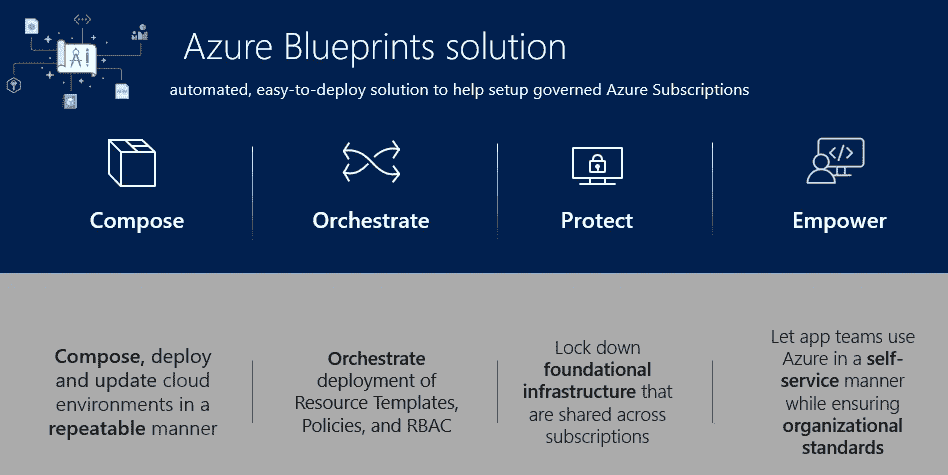 Azure Blueprints solution
automated, easy-to-deploy solution to help setup governed Azure Subscriptions
Compose
Orchestrate
Protect
Empower
Compose, deploy
and update cloud
environments in a
repeatable manner
Orchestrate
deployment of
Resource Templates,
Policies, and RBAC
Lock down
foundational
infrastructure that
are shared across
subscriptions
Let app teams use
Azure in a self-
service manner
while ensuring
organizational
standards